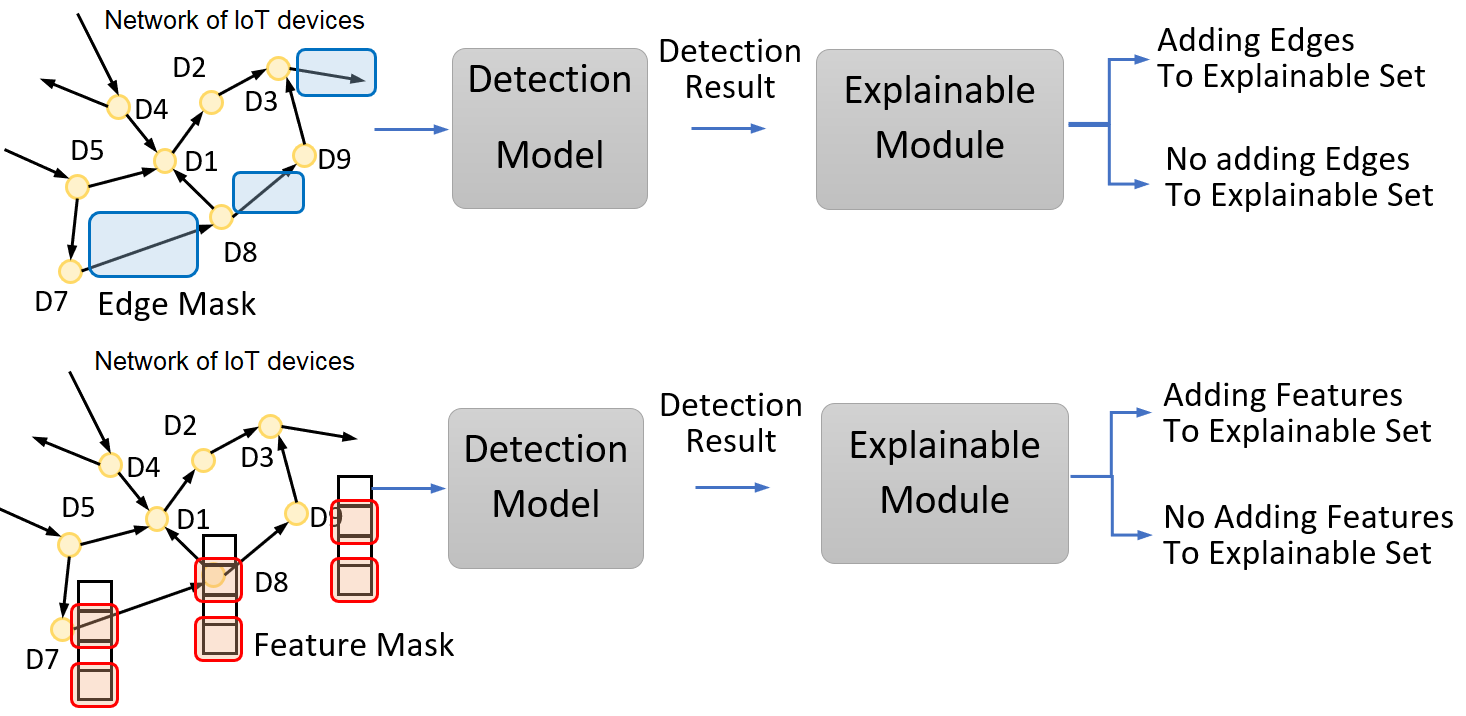 Network of IoT devices
D2
D3
D4
D5
D1
D9
D8
D7
Edge Mask
Detection
Model
Detection
Result
Explainable
Module
Adding Edges
To Explainable Set
No adding Edges
To Explainable Set
Network of IoT devices
D2
D3
D4
D5
D1
D9
D8
D7
Feature Mask
Detection
Model
Detection
Result
Explainable
Module
Adding Features
To Explainable Set
No Adding Features
To Explainable Set